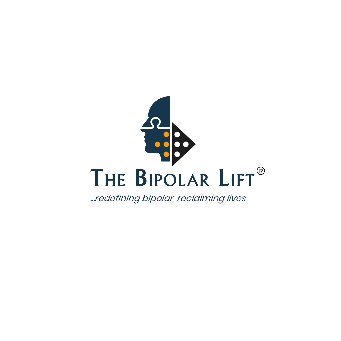 THE BIPOLAR LIFT®
...redefining bipolar reclaiming lives